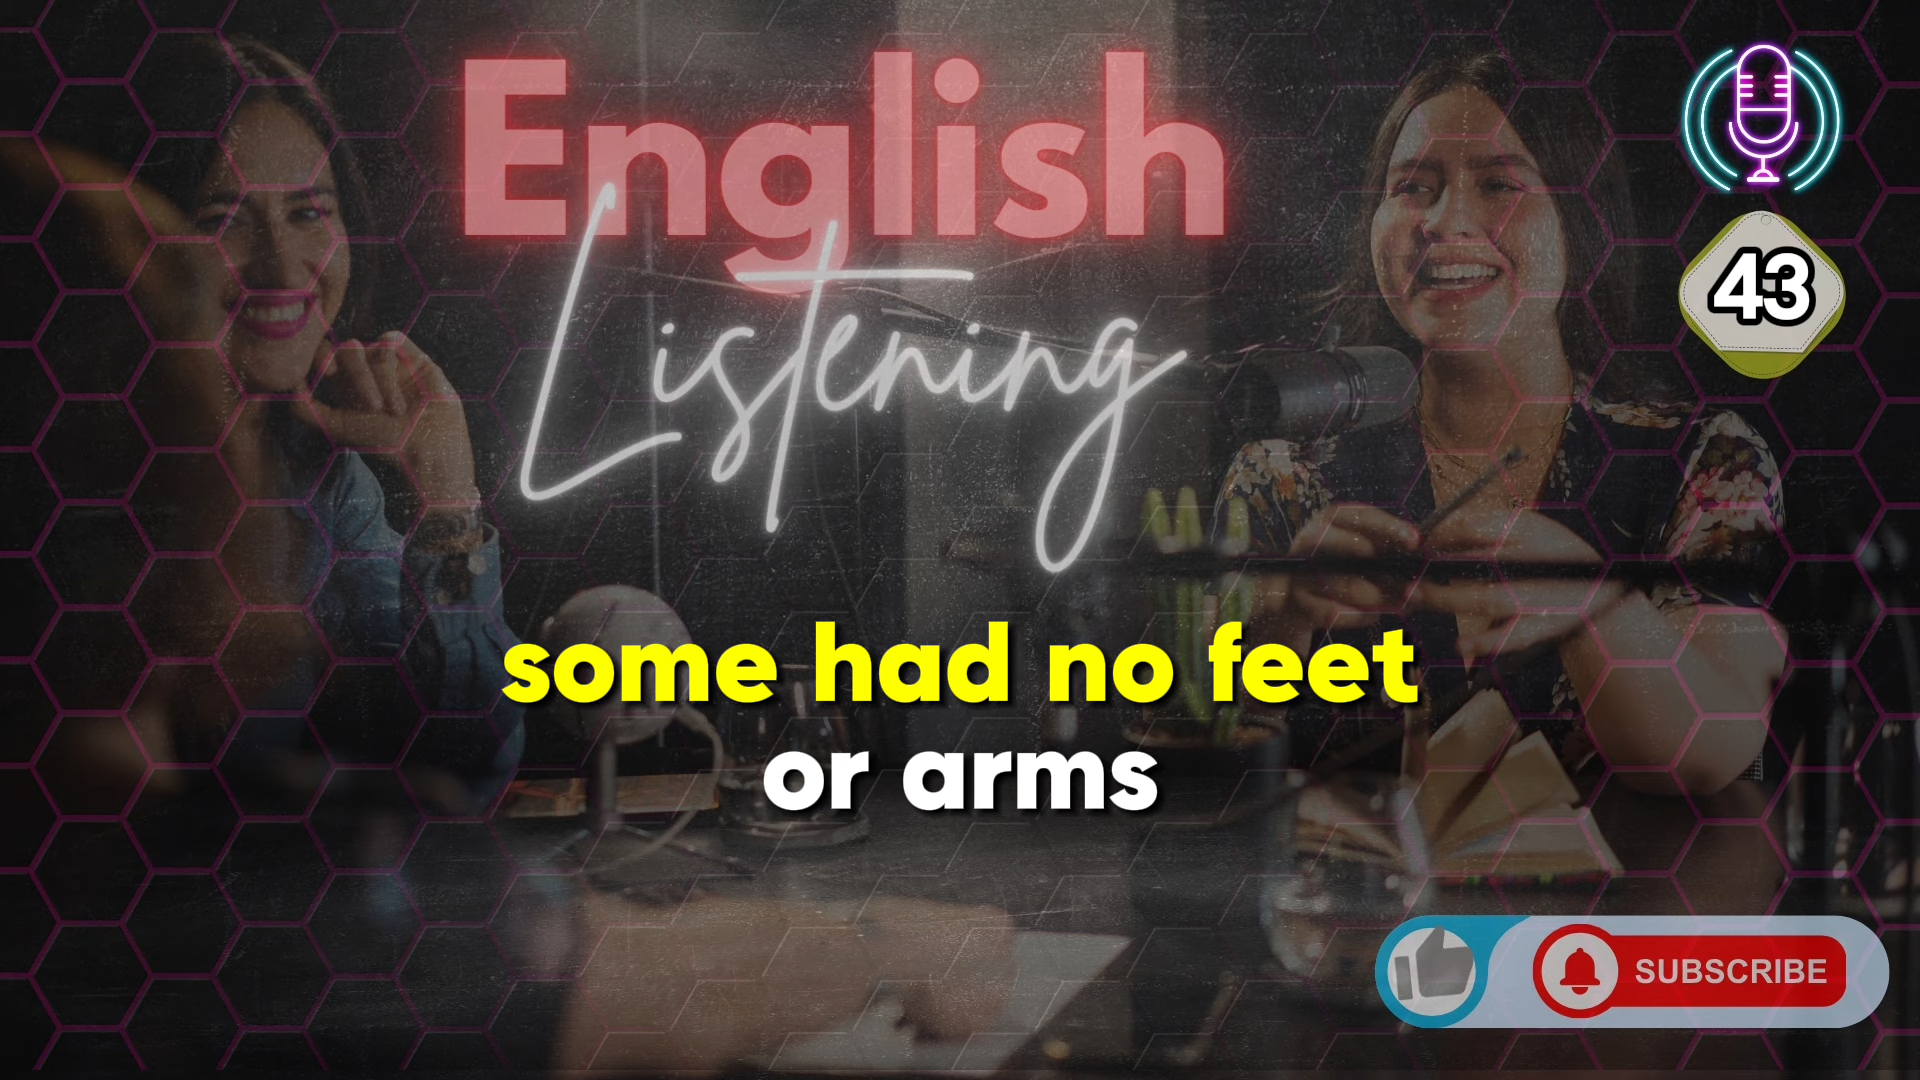 English
Listening
43
some had no feet
or arms
SUBSCRIBE